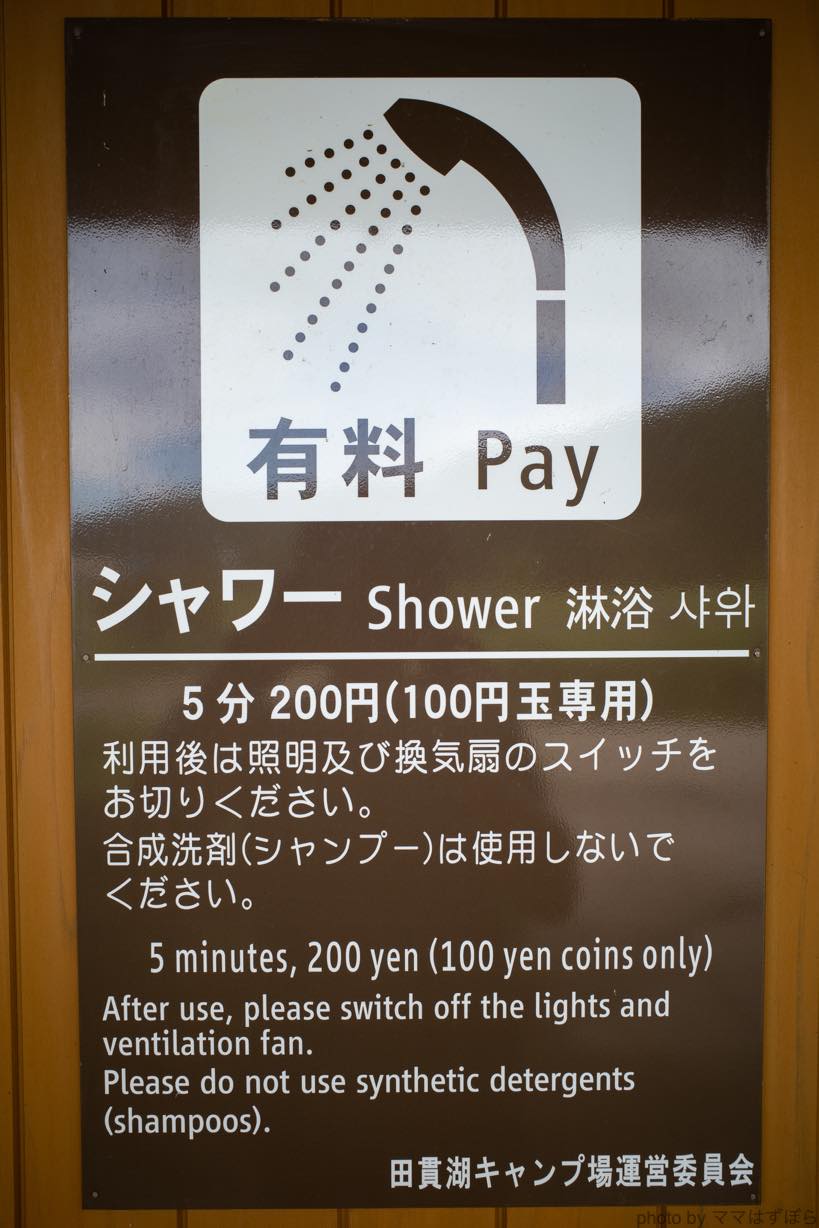 有料 Pay
シャワー Shower 淋浴 샤워
5分 200円(100円玉専用)
利用後は照明及び換気扇のスイッチを
お切りください。
合成洗剤(シャンプー)は使用しないで
ください。
5 minutes, 200 yen (100 yen coins only)
After use, please switch off the lights and
ventilation fan.
Please do not use synthetic detergents
(shampoos).
田貫湖キャンプ場運営委員会
photo by ママはずぼら